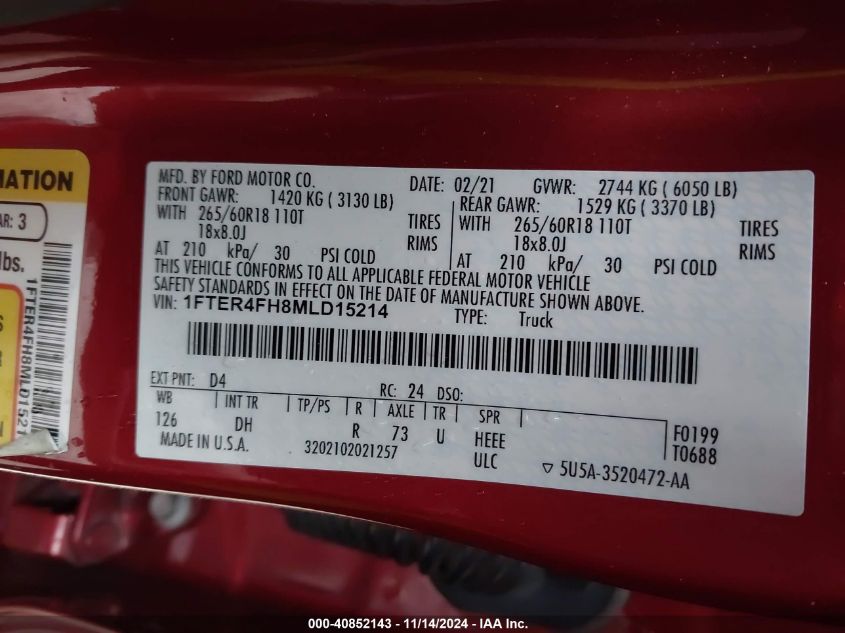 MATION
AR: 3
lbs.
1FTER4FH8MLD1521
MFD. BY FORD MOTOR CO. DATE: 02/21 GVWR: 2744 KG ( 6050 LB)
FRONT GAWR: 1420 KG ( 3130 LB) REAR GAWR: 1529 KG ( 3370 LB)
WITH 265/60R18 110T TIRES WITH 265/60R18 110T TIRES
18x8.0J RIMS 18x8.0J RIMS
AT 210 kPa/ 30 PSI COLD AT 210 kPa/ 30 PSI COLD
THIS VEHICLE CONFORMS TO ALL APPLICABLE FEDERAL MOTOR VEHICLE
SAFETY STANDARDS IN EFFECT ON THE DATE OF MANUFACTURE SHOWN ABOVE.
VIN: 1FTER4FH8MLD15214 TYPE: Truck
EXT PNT: D4 RC: 24 DSO:
WB INT TR TP/PS R AXLE TR SPR
126 DH R 73 U HEEE F0199
MADE IN U.S.A. 3202102021257 ULC T0688
5U5A-3520472-AA
000-40852143 - 11/14/2024 - IAA Inc.